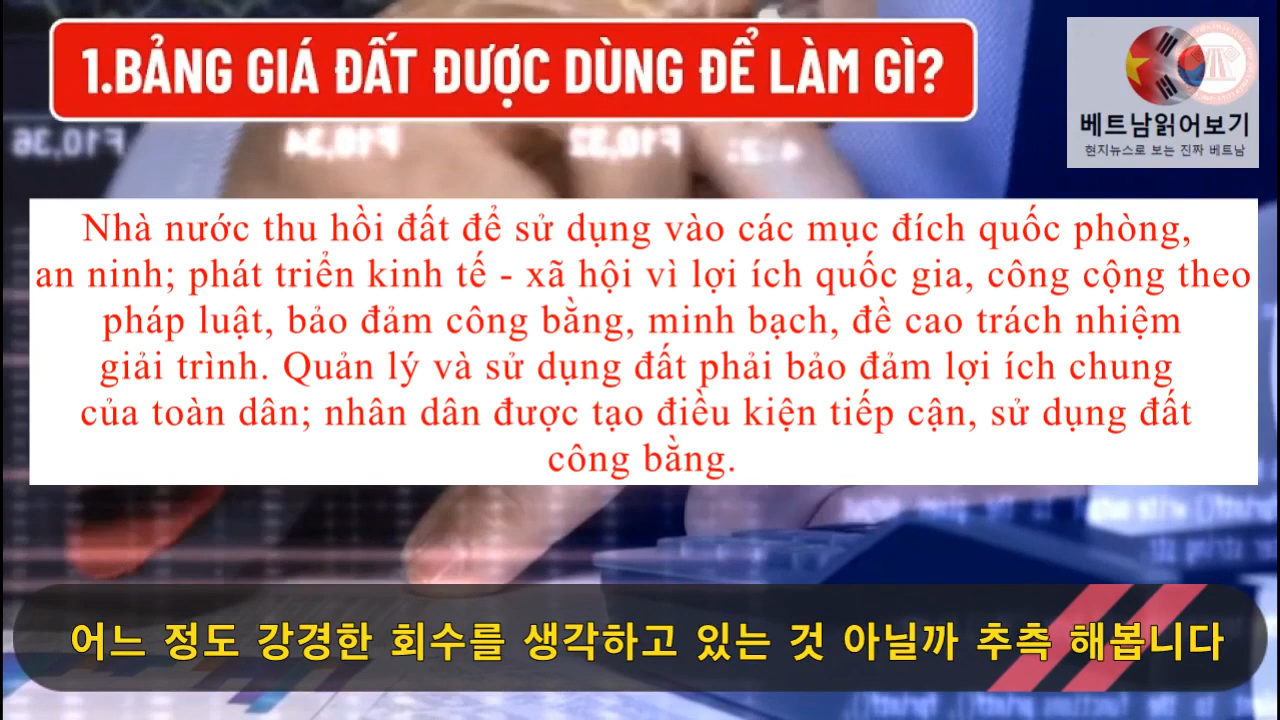 1.BẢNG GIÁ ĐẤT ĐƯỢC DÙNG ĐỂ LÀM GÌ?
베트남읽어보기
현지뉴스로 보는 진짜 베트남
Nhà nước thu hồi đất để sử dụng vào các mục đích quốc phòng,
an ninh; phát triển kinh tế - xã hội vì lợi ích quốc gia, công cộng theo
pháp luật, bảo đảm công bằng, minh bạch, đề cao trách nhiệm
giải trình. Quản lý và sử dụng đất phải bảo đảm lợi ích chung
của toàn dân; nhân dân được tạo điều kiện tiếp cận, sử dụng đất
công bằng.
어느 정도 강경한 회수를 생각하고 있는 것 아닐까 추측 해봅니다